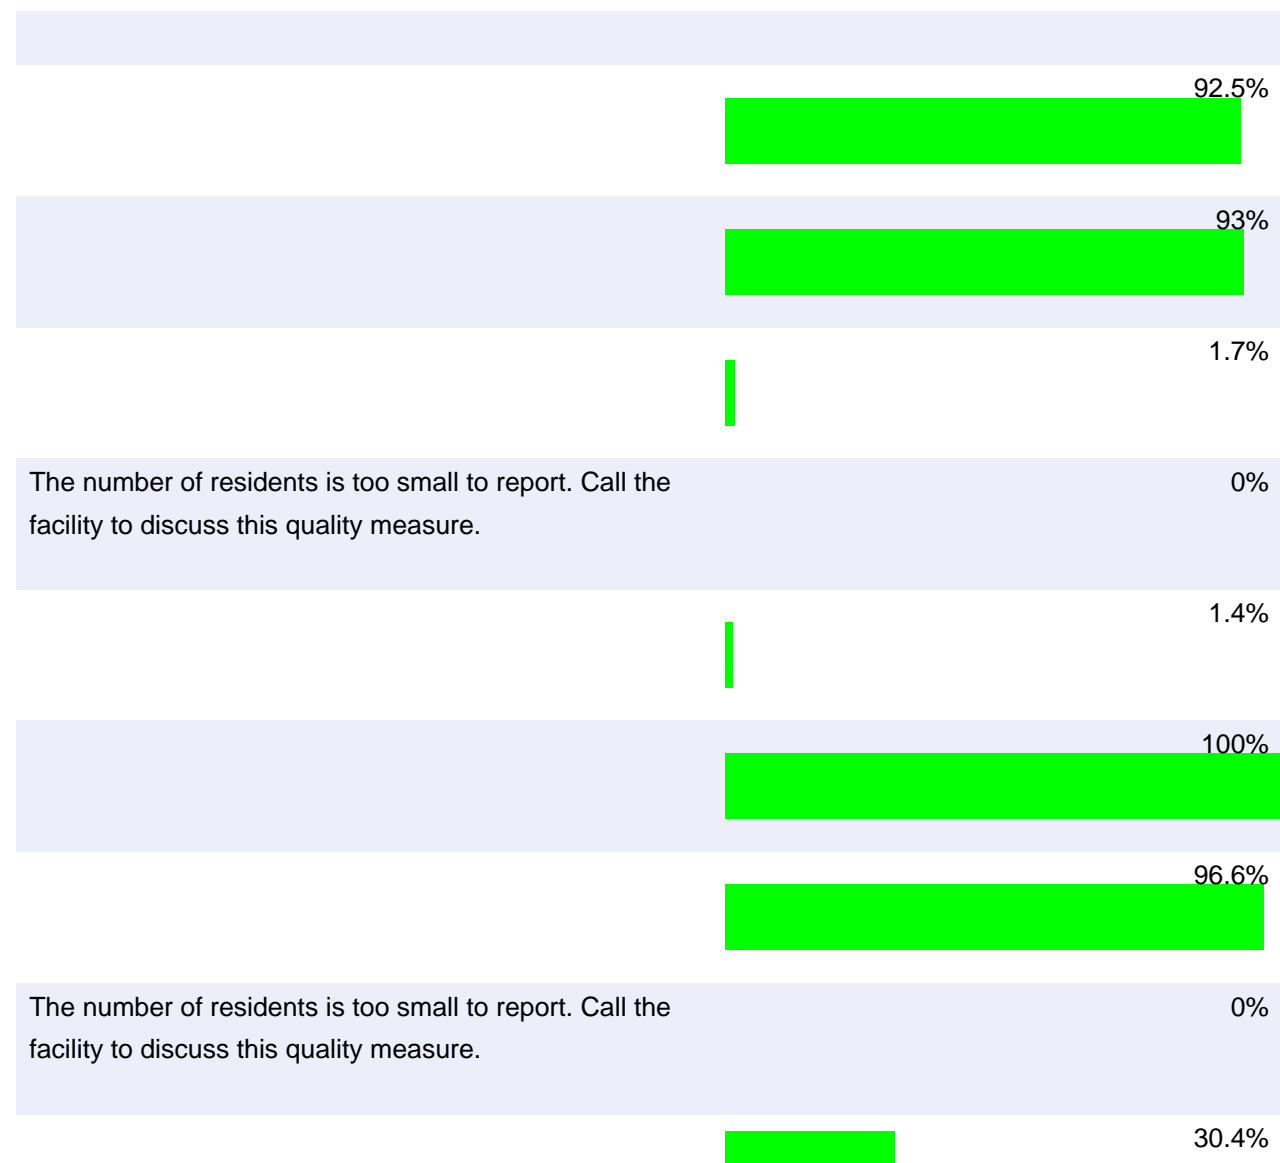 92.5%
93%
1.7%
The number of residents is too small to report. Call the
0%
facility to discuss this quality measure.
1.4%
100%
96.6%
The number of residents is too small to report. Call the
0%
facility to discuss this quality measure.
30.4%